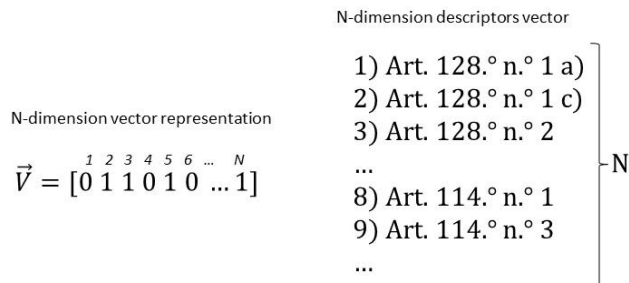 N-dimension descriptors vector
1) Art. 128.° n.° 1 a)
2) Art. 128.° n.° 1 c)
3) Art. 128.° n.° 2
...
8) Art. 114.° n.° 1
9) Art. 114.° n.° 3
...
N
N-dimension vector representation
1 2 3 4 5 6 ... N
V⃗ = [0 1 1 0 1 0 ... 1]